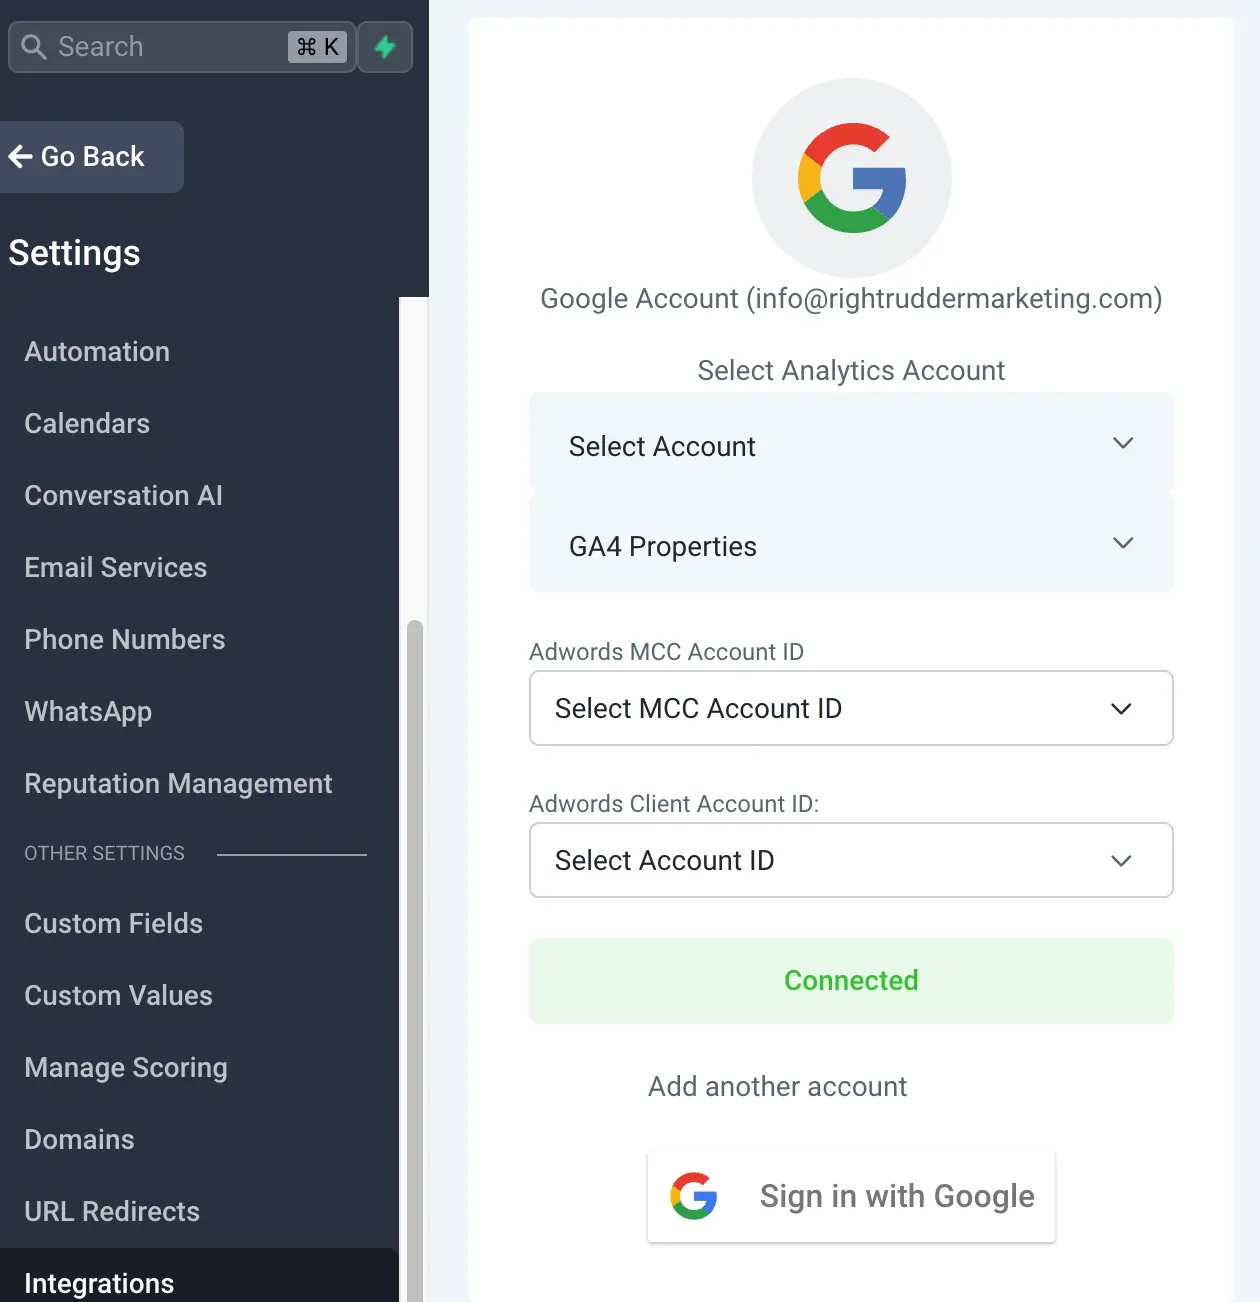 Search
⌘ K
Go Back
Settings
Automation
Calendars
Conversation AI
Email Services
Phone Numbers
WhatsApp
Reputation Management
OTHER SETTINGS
Custom Fields
Custom Values
Manage Scoring
Domains
URL Redirects
Integrations
Google Account (info@rightruddermarketing.com)
Select Analytics Account
Select Account
GA4 Properties
Adwords MCC Account ID
Select MCC Account ID
Adwords Client Account ID:
Select Account ID
Connected
Add another account
Sign in with Google